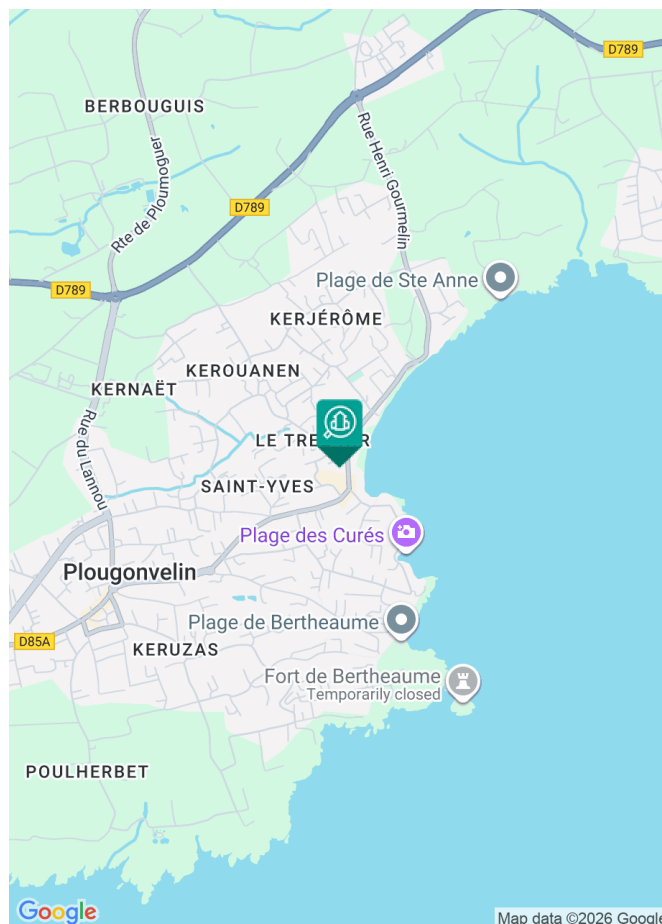 D789
BERBOUGUIS
Rue Henri Gourmelin
Rte de Ploumoguer
D789
Plage de Ste Anne
D789
KERJÉRÔME
KEROUANEN
KERNAËT
Rue du Lannou
LE TRE
R
SAINT-YVES
Plage des Curés
Plougonvelin
Plage de Bertheaume
D85A
KERUZAS
Fort de Bertheaume
Temporarily closed
POULHERBET
Google
Map data ©2026 Google